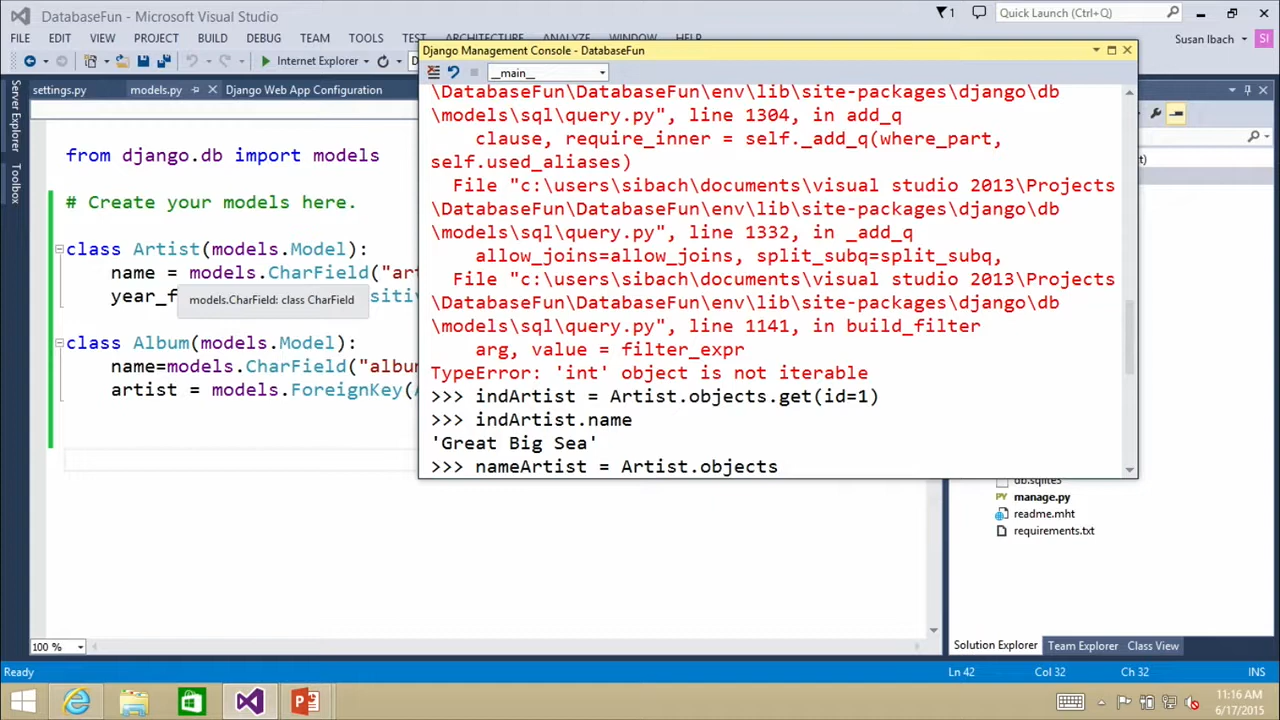 DatabaseFun - Microsoft Visual Studio
1
Quick Launch (Ctrl+Q)
FILE EDIT VIEW PROJECT BUILD DEBUG TEAM TOOLS TEST ARCHITECTURE ANALYZE WINDOW HELP
Susan Ibach SI
Internet Explorer
Django Management Console - DatabaseFun
__main__
settings.py models.py Django Web App Configuration
Server Explorer
Toolbox
from django.db import models
# Create your models here.
class Artist(models.Model):
name = models.CharField("art
year_f
models.CharField: class CharField
sitiv
class Album(models.Model):
name=models.CharField("album
artist = models.ForeignKey(A
\DatabaseFun\DatabaseFun\env\lib\site-packages\django\db
\models\sql\query.py", line 1304, in add_q
clause, require_inner = self._add_q(where_part,
self.used_aliases)
File "c:\users\sibach\documents\visual studio 2013\Projects
\DatabaseFun\DatabaseFun\env\lib\site-packages\django\db
\models\sql\query.py", line 1332, in _add_q
allow_joins=allow_joins, split_subq=split_subq,
File "c:\users\sibach\documents\visual studio 2013\Projects
\DatabaseFun\DatabaseFun\env\lib\site-packages\django\db
\models\sql\query.py", line 1141, in build_filter
arg, value = filter_expr
TypeError: 'int' object is not iterable
>>> indArtist = Artist.objects.get(id=1)
>>> indArtist.name
'Great Big Sea'
>>> nameArtist = Artist.objects
t)
db.sqlite3
manage.py
readme.mht
requirements.txt
100 %
Solution Explorer Team Explorer Class View
Ready Ln 42 Col 32 Ch 32 INS
11:16 AM
6/17/2015